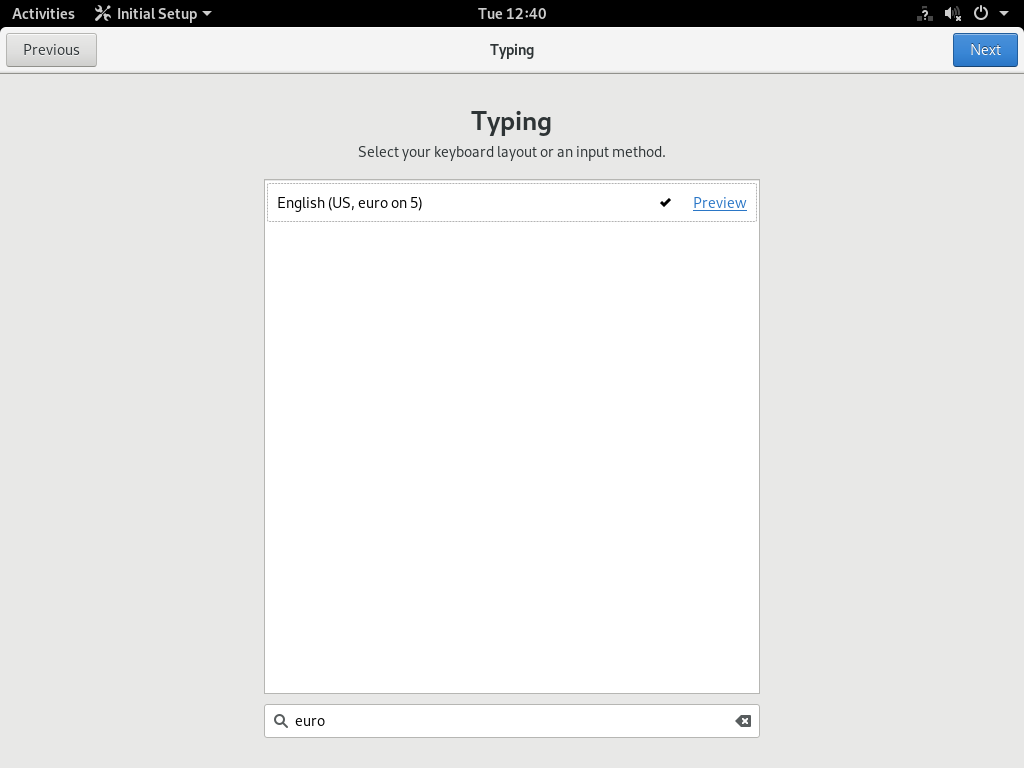 Activities Initial Setup Tue 12:40
Previous Typing Next
Typing
Select your keyboard layout or an input method.
English (US, euro on 5) Preview
euro